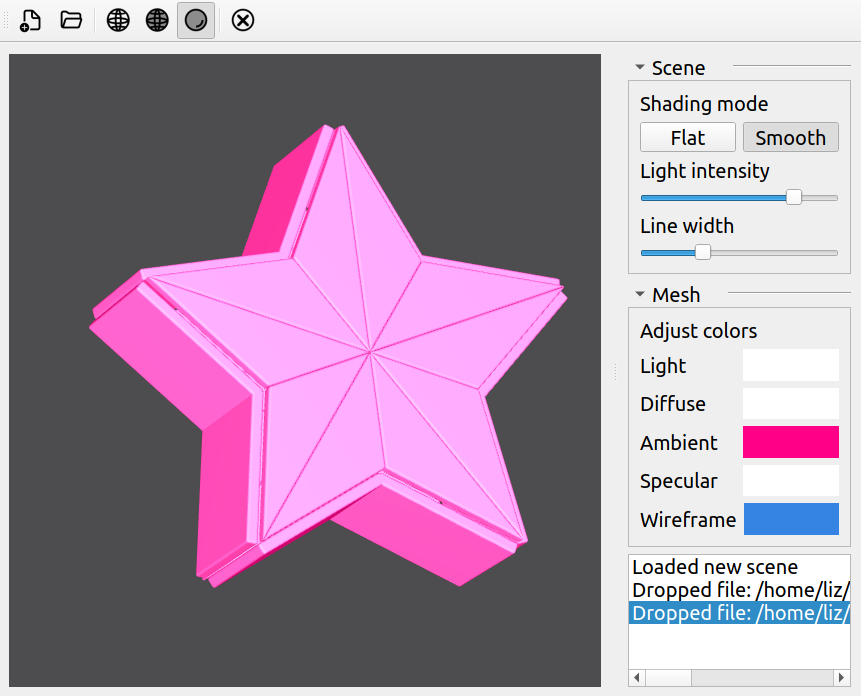 Scene
Shading mode
Flat Smooth
Light intensity
Line width
Mesh
Adjust colors
Light
Diffuse
Ambient
Specular
Wireframe
Loaded new scene
Dropped file: /home/liz/
Dropped file: /home/liz/